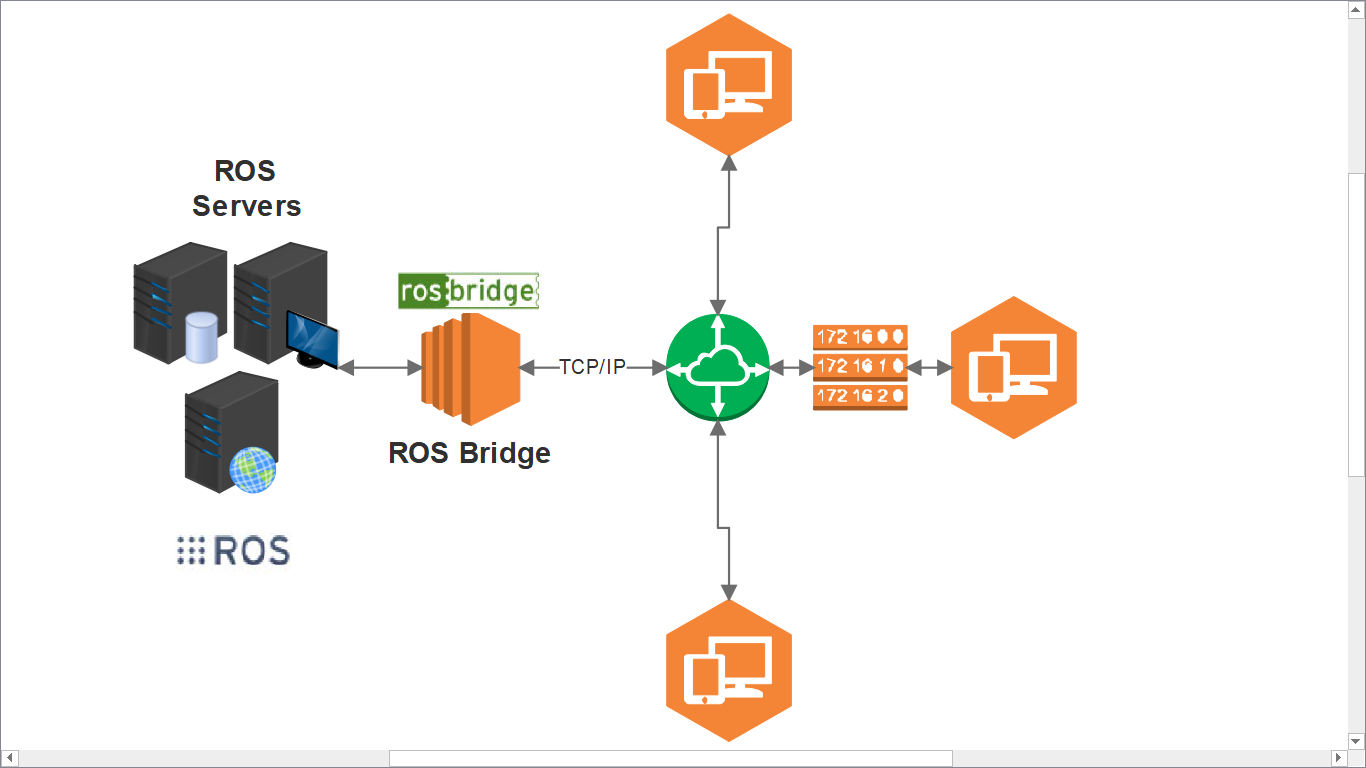 ROS
Servers
rosbridge
TCP/IP
172 16 0 0
172 16 1 0
172 16 2 0
ROS Bridge
ROS